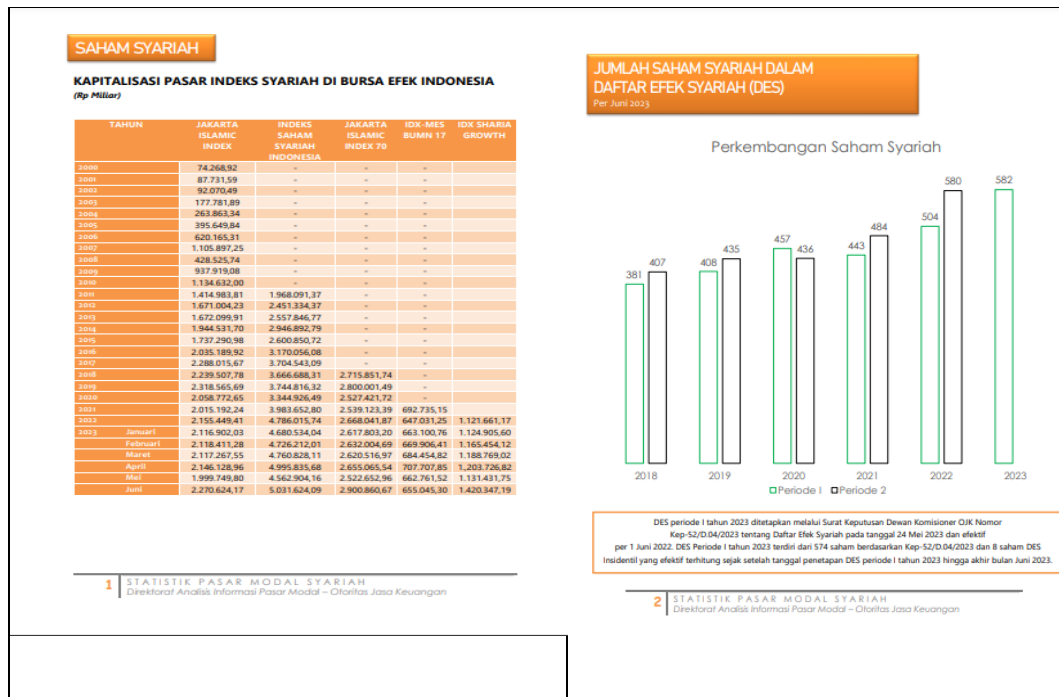 SAHAM SYARIAH
KAPITALISASI PASAR INDEKS SYARIAH DI BURSA EFEK INDONESIA
(Rp Miliar)
TAHUN JAKARTA ISLAMIC INDEX INDEKS SAHAM SYARIAH INDONESIA JAKARTA ISLAMIC INDEX 70 IDX-MES BUMN 17 IDX SHARIA GROWTH
2000 74.268,92 - - -
2001 87.731,59 - - -
2002 92.070,49 - - -
2003 177.781,89 - - -
2004 263.863,34 - - -
2005 395.649,84 - - -
2006 620.165,31 - - -
2007 1.105.897,25 - - -
2008 428.525,74 - - -
2009 937.919,08 - - -
2010 1.134.632,00 - - -
2011 1.414.983,81 1.968.091,37 - -
2012 1.671.004,23 2.451.334,37 - -
2013 1.672.099,91 2.557.846,77 - -
2014 1.944.531,70 2.946.892,79 - -
2015 1.737.290,98 2.600.850,72 - -
2016 2.035.189,92 3.170.056,08 - -
2017 2.288.015,67 3.704.543,09 - -
2018 2.239.507,78 3.666.688,31 2.715.851,74 -
2019 2.318.565,69 3.744.816,32 2.800.001,49 -
2020 2.058.772,65 3.344.926,49 2.527.421,72 -
2021 2.015.192,24 3.983.652,80 2.539.123,39 692.735,15
2022 2.155.449,41 4.786.015,74 2.668.041,87 647.031,25 1.121.661,17
2023 Januari 2.116.902,03 4.680.534,04 2.617.803,20 663.100,76 1.124.905,60
Februari 2.118.411,28 4.726.212,01 2.632.004,69 669.906,41 1.165.454,12
Maret 2.117.267,55 4.760.828,11 2.620.516,97 684.454,82 1.188.769,02
April 2.146.128,96 4.995.835,68 2.655.065,54 707.707,85 1,203.726,82
Mei 1.999.749,80 4.562.904,16 2.522.652,96 662.761,52 1.131.431,75
Juni 2.270.624,17 5.031.624,09 2.900.860,67 655.045,30 1.420.347,19
1 STATISTIK PASAR MODAL SYARIAH
Direktorat Analisis Informasi Pasar Modal – Otoritas Jasa Keuangan
JUMLAH SAHAM SYARIAH DALAM
DAFTAR EFEK SYARIAH (DES)
Per Juni 2023
Perkembangan Saham Syariah
381 407 408 435 457 436 443 484 504 580 582
2018 2019 2020 2021 2022 2023
Periode I Periode 2
DES periode I tahun 2023 ditetapkan melalui Surat Keputusan Dewan Komisioner OJK Nomor
Kep-52/D.04/2023 tentang Daftar Efek Syariah pada tanggal 24 Mei 2023 dan efektif
per 1 Juni 2022. DES Periode I tahun 2023 terdiri dari 574 saham berdasarkan Kep-52/D.04/2023 dan 8 saham DES
Insidentil yang efektif terhitung sejak setelah tanggal penetapan DES periode I tahun 2023 hingga akhir bulan Juni 2023.
2 STATISTIK PASAR MODAL SYARIAH
Direktorat Analisis Informasi Pasar Modal – Otoritas Jasa Keuangan